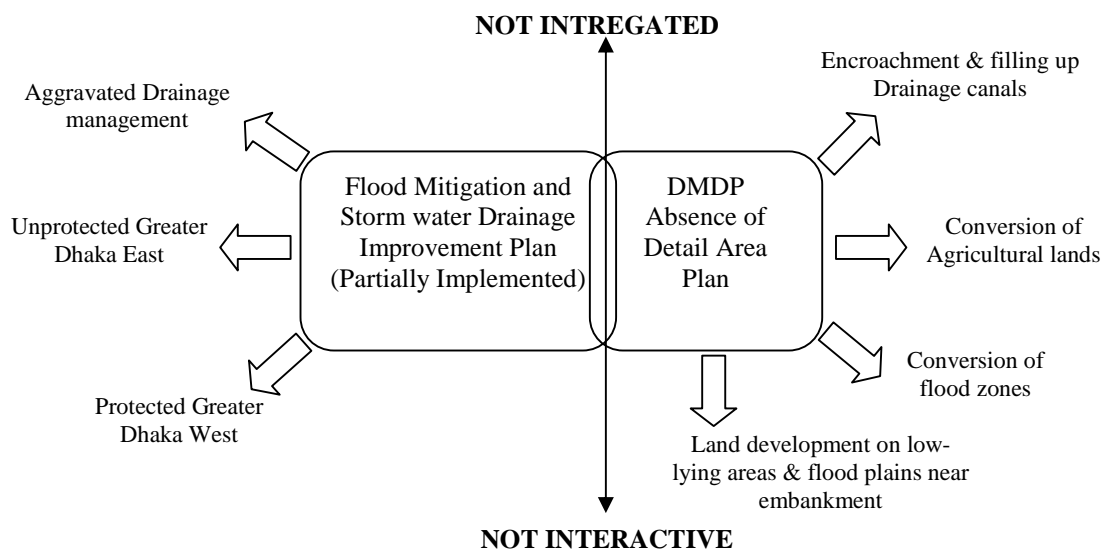 NOT INTREGATED
Aggravated Drainage
management
Unprotected Greater
Dhaka East
Protected Greater
Dhaka West
Flood Mitigation and
Storm water Drainage
Improvement Plan
(Partially Implemented)
DMDP
Absence of
Detail Area
Plan
Encroachment & filling up
Drainage canals
Conversion of
Agricultural lands
Conversion of
flood zones
Land development on low-
lying areas & flood plains near
embankment
NOT INTERACTIVE